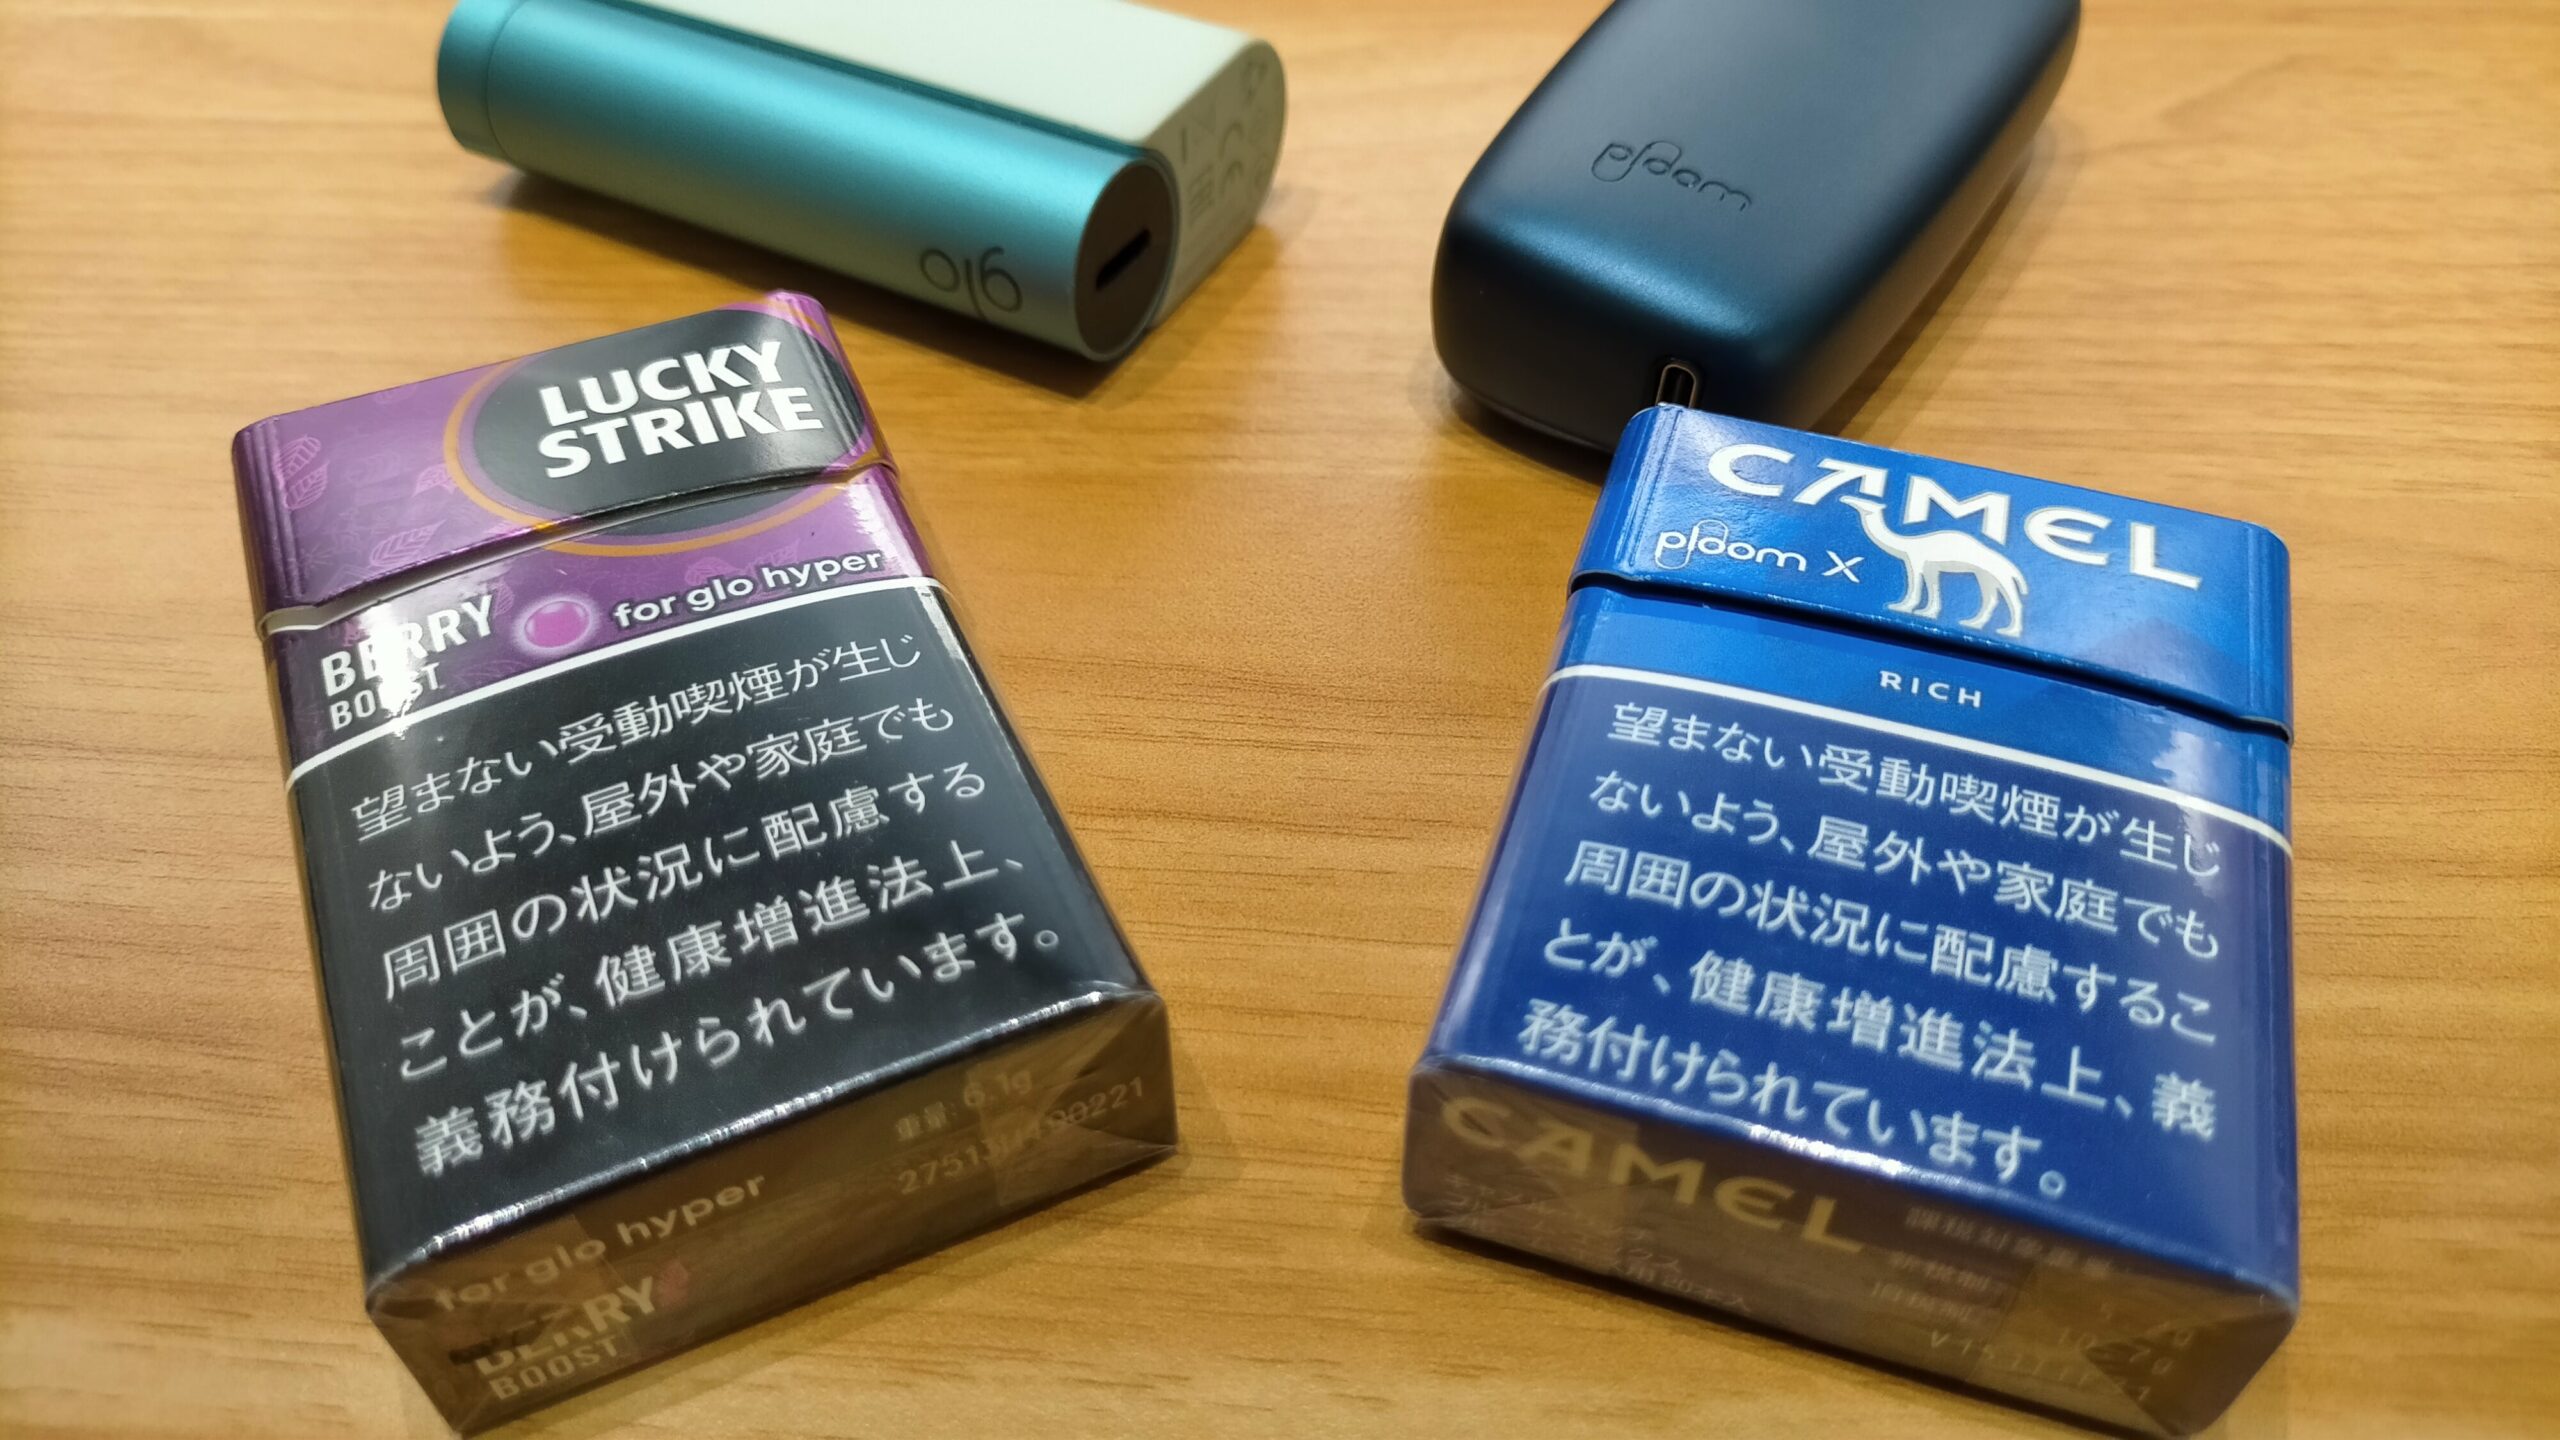 glo
ploom
LUCKY
STRIKE
BERRY
BOOST
for glo hyper
望まない受動喫煙が生じ
ないよう、屋外や家庭でも
周囲の状況に配慮する
ことが、健康増進法上、
義務付けられています。
重量:6.1g
for glo hyper
BERRY
BOOST
CAMEL
ploom X
RICH
望まない受動喫煙が生じ
ないよう、屋外や家庭でも
周囲の状況に配慮するこ
とが、健康増進法上、義
務付けられています。
CAMEL